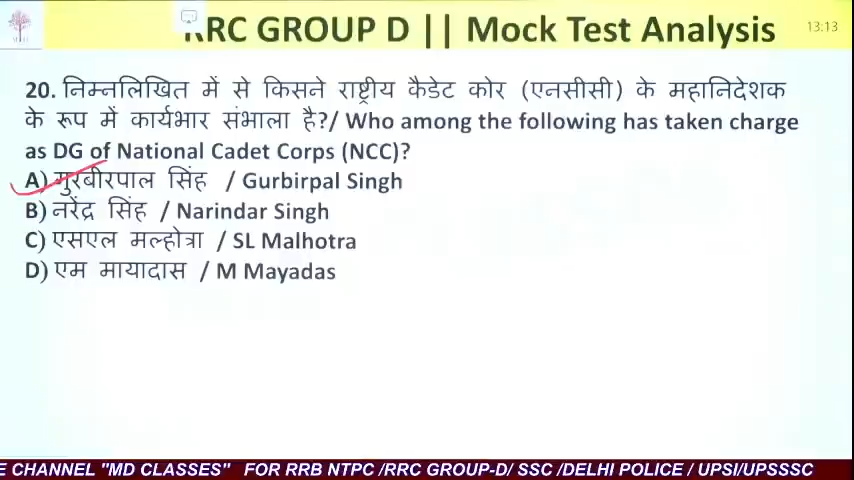 RRC GROUP D || Mock Test Analysis
13:13
20. निम्नलिखित में से किसने राष्ट्रीय कैडेट कोर (एनसीसी) के महानिदेशक
के रूप में कार्यभार संभाला है?/ Who among the following has taken charge
as DG of National Cadet Corps (NCC)?
A) गुरबीरपाल सिंह / Gurbirpal Singh
B) नरेंद्र सिंह / Narindar Singh
C) एसएल मल्होत्रा / SL Malhotra
D) एम मायादास / M Mayadas
E CHANNEL "MD CLASSES" FOR RRB NTPC /RRC GROUP-D/ SSC /DELHI POLICE / UPSI/UPSSSC